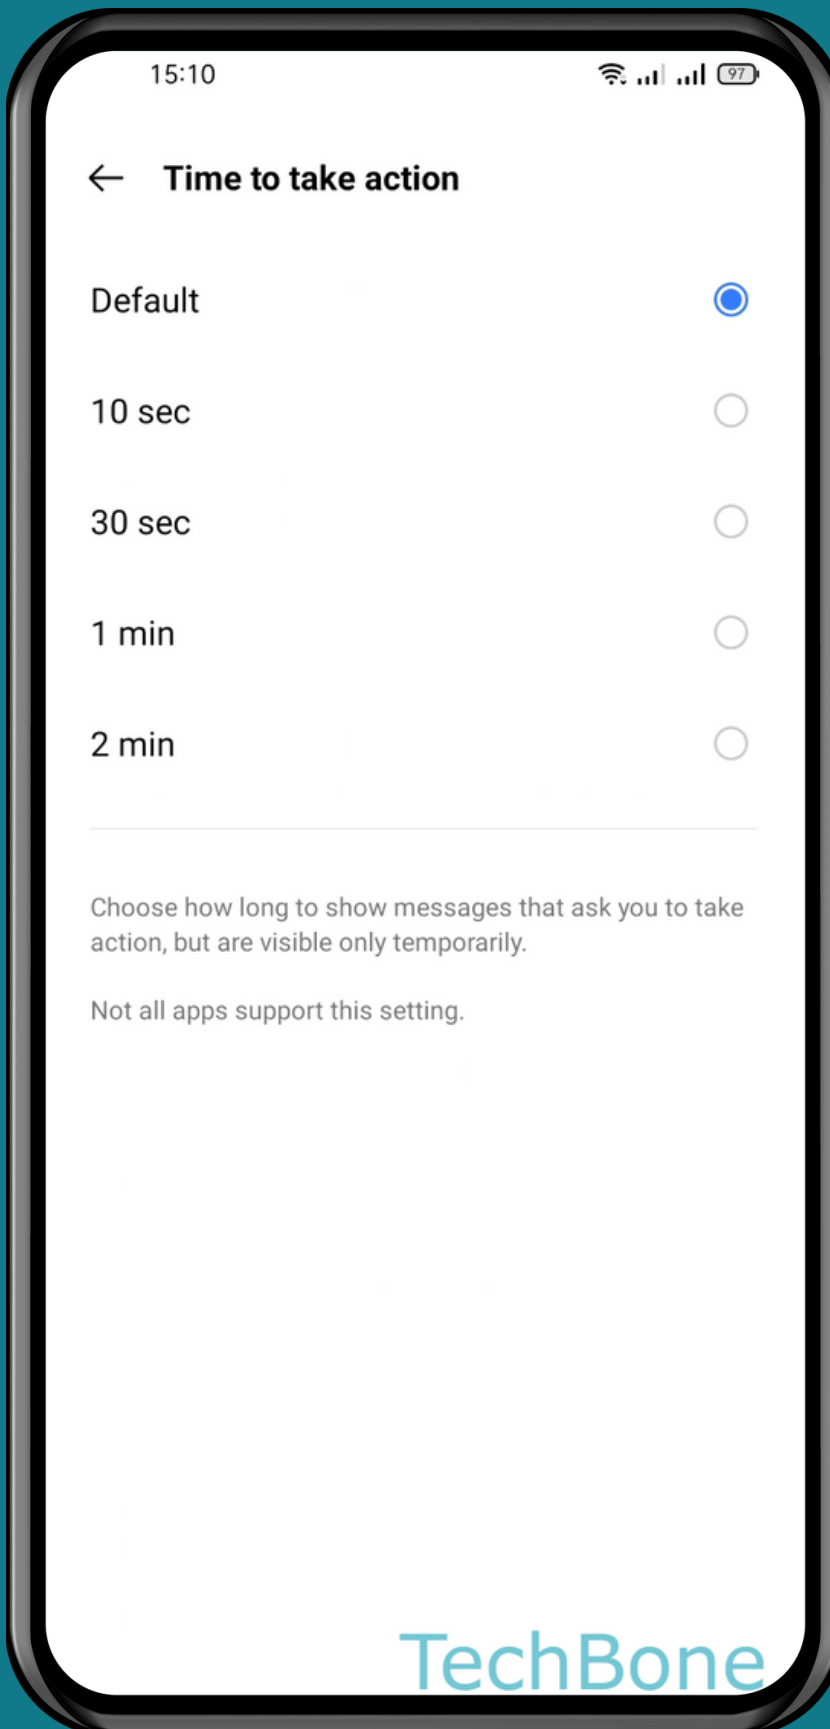 15:10
97
Time to take action
Default
10 sec
30 sec
1 min
2 min
Choose how long to show messages that ask you to take
action, but are visible only temporarily.
Not all apps support this setting.
TechBone